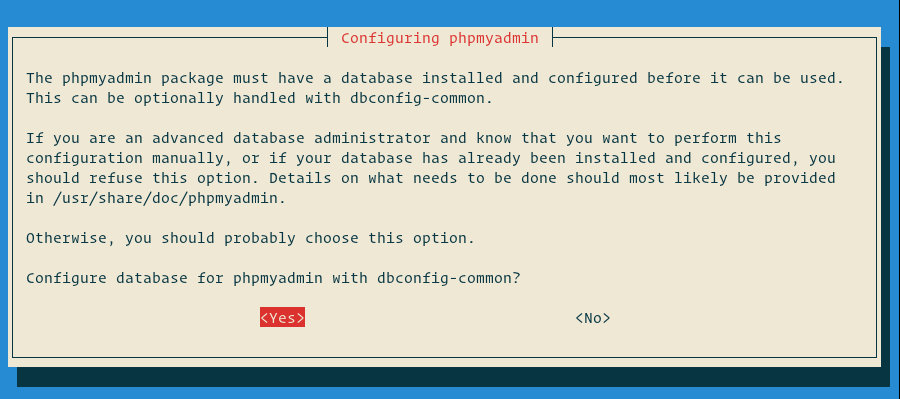 Configuring phpmyadmin
The phpmyadmin package must have a database installed and configured before it can be used.
This can be optionally handled with dbconfig-common.
If you are an advanced database administrator and know that you want to perform this
configuration manually, or if your database has already been installed and configured, you
should refuse this option. Details on what needs to be done should most likely be provided
in /usr/share/doc/phpmyadmin.
Otherwise, you should probably choose this option.
Configure database for phpmyadmin with dbconfig-common?
<Yes> <No>